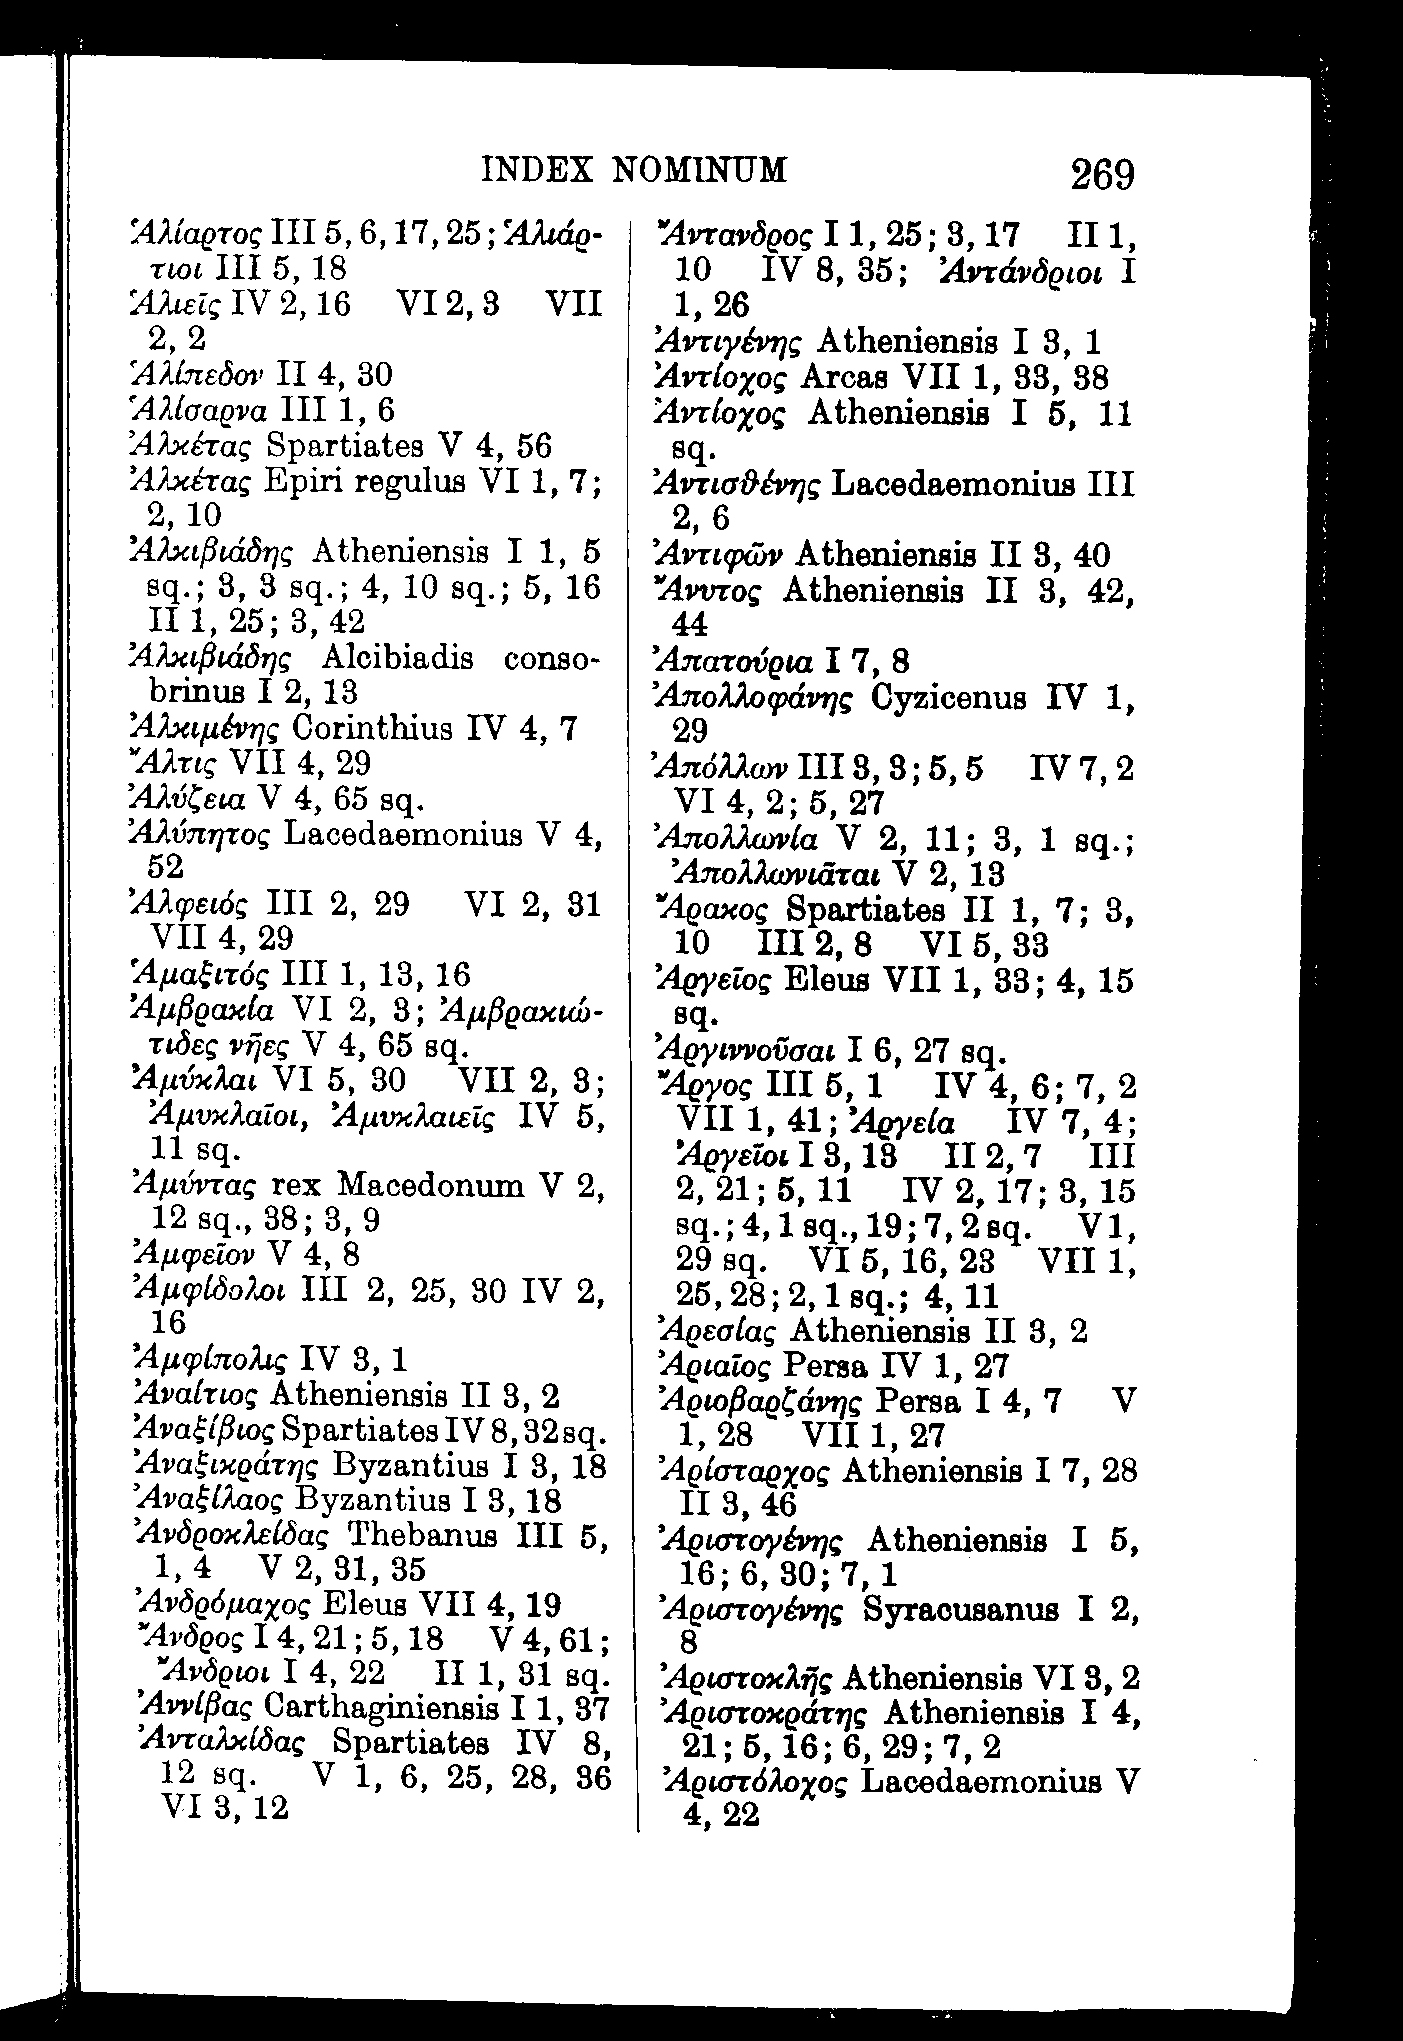 INDEX NOMINUM 269
Ἁλίαρτος III 5, 6, 17, 25; Ἁλιάρ-
τιοι III 5, 18
Ἁλιεῖς IV 2, 16 VI 2, 3 VII
2, 2
Ἁλίπεδον II 4, 30
Ἁλίσαρνα III 1, 6
Ἀλκέτας Spartiates V 4, 56
Ἀλκέτας Epiri regulus VI 1, 7;
2, 10
Ἀλκιβιάδης Atheniensis I 1, 5
sq.; 3, 3 sq.; 4, 10 sq.; 5, 16
II 1, 25; 3, 42
Ἀλκιβιάδης Alcibiadis conso-
brinus I 2, 13
Ἀλκιμένης Corinthius IV 4, 7
Ἄλτις VII 4, 29
Ἀλύζεια V 4, 65 sq.
Ἀλύπητος Lacedaemonius V 4,
52
Ἀλφειός III 2, 29 VI 2, 31
VII 4, 29
Ἁμαξιτός III 1, 13, 16
Ἀμβρακία VI 2, 3; Ἀμβρακιώ-
τιδες νῆες V 4, 65 sq.
Ἀμύκλαι VI 5, 30 VII 2, 3;
Ἀμυκλαῖοι, Ἀμυκλαιεῖς IV 5,
11 sq.
Ἀμύντας rex Macedonum V 2,
12 sq., 38; 3, 9
Ἀμφεῖον V 4, 8
Ἀμφίδολοι III 2, 25, 30 IV 2,
16
Ἀμφίπολις IV 3, 1
Ἀναίτιος Atheniensis II 3, 2
Ἀναξίβιος Spartiates IV 8, 32 sq.
Ἀναξικράτης Byzantius I 3, 18
Ἀναξίλαος Byzantius I 3, 18
Ἀνδροκλείδας Thebanus III 5,
1, 4 V 2, 31, 35
Ἀνδρόμαχος Eleus VII 4, 19
Ἄνδρος I 4, 21; 5, 18 V 4, 61;
Ἄνδριοι I 4, 22 II 1, 31 sq.
Ἀννίβας Carthaginiensis I 1, 37
Ἀνταλκίδας Spartiates IV 8,
12 sq. V 1, 6, 25, 28, 36
VI 3, 12
Ἄντανδρος I 1, 25; 3, 17 II 1,
10 IV 8, 35; Ἀντάνδριοι I
1, 26
Ἀντιγένης Atheniensis I 3, 1
Ἀντίοχος Arcas VII 1, 33, 38
Ἀντίοχος Atheniensis I 5, 11
sq.
Ἀντισθένης Lacedaemonius III
2, 6
Ἀντιφῶν Atheniensis II 3, 40
Ἄνυτος Atheniensis II 3, 42,
44
Ἀπατούρια I 7, 8
Ἀπολλοφάνης Cyzicenus IV 1,
29
Ἀπόλλων III 3, 3; 5, 5 IV 7, 2
VI 4, 2; 5, 27
Ἀπολλωνία V 2, 11; 3, 1 sq.;
Ἀπολλωνιᾶται V 2, 13
Ἄρακος Spartiates II 1, 7; 3,
10 III 2, 8 VI 5, 33
Ἀργεῖος Eleus VII 1, 33; 4, 15
sq.
Ἀργιννοῦσαι I 6, 27 sq.
Ἄργος III 5, 1 IV 4, 6; 7, 2
VII 1, 41; Ἀργεία IV 7, 4;
Ἀργεῖοι I 3, 13 II 2, 7 III
2, 21; 5, 11 IV 2, 17; 3, 15
sq.; 4, 1 sq., 19; 7, 2 sq. V 1,
29 sq. VI 5, 16, 23 VII 1,
25, 28; 2, 1 sq.; 4, 11
Ἀρεσίας Atheniensis II 3, 2
Ἀριαῖος Persa IV 1, 27
Ἀριοβαρζάνης Persa I 4, 7 V
1, 28 VII 1, 27
Ἀρίσταρχος Atheniensis I 7, 28
II 3, 46
Ἀριστογένης Atheniensis I 5,
16; 6, 30; 7, 1
Ἀριστογένης Syracusanus I 2,
8
Ἀριστοκλῆς Atheniensis VI 3, 2
Ἀριστοκράτης Atheniensis I 4,
21; 5, 16; 6, 29; 7, 2
Ἀριστόλοχος Lacedaemonius V
4, 22